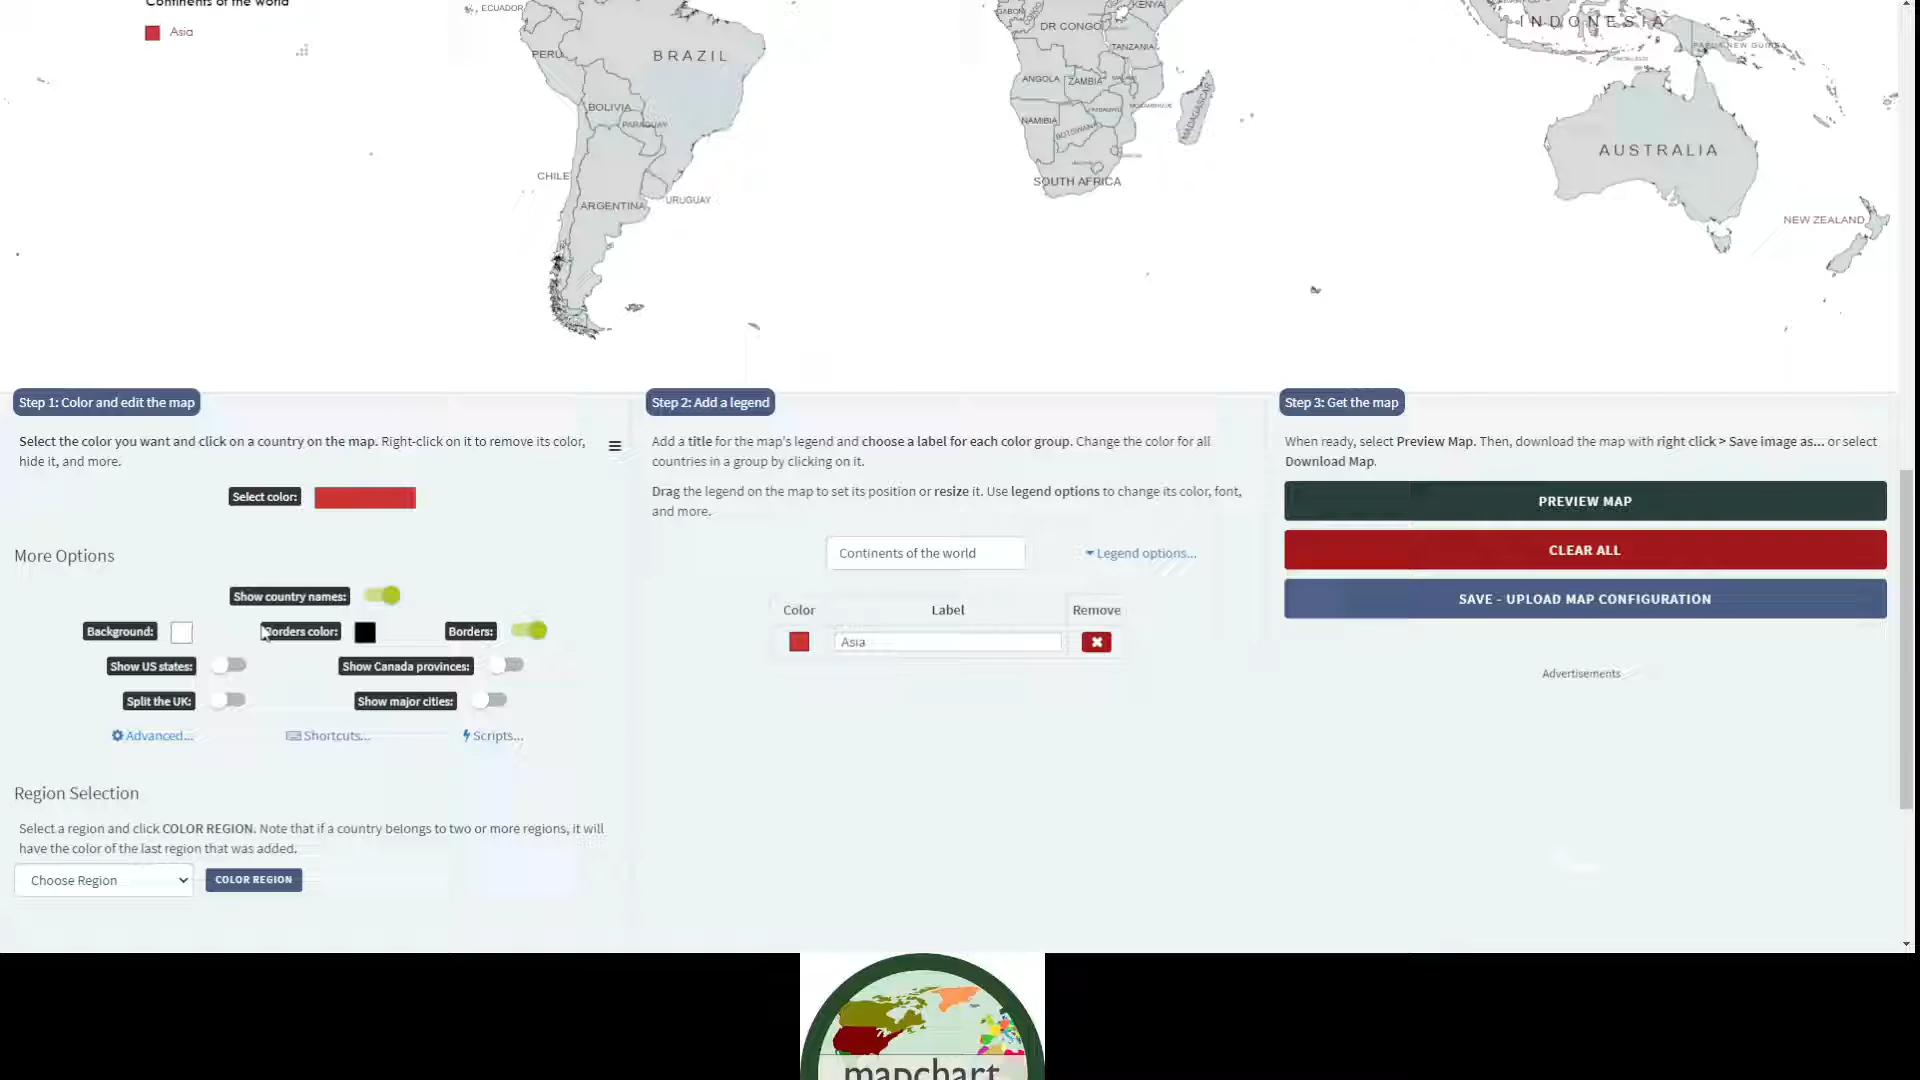 Continents of the world
Asia
ECUADOR
PERU
BRAZIL
BOLIVIA
PARAGUAY
CHILE
ARGENTINA
URUGUAY
GABON
DR CONGO
KENYA
TANZANIA
ANGOLA
ZAMBIA
NAMIBIA
BOTSWANA
MOZAMBIQUE
MADAGASCAR
SOUTH AFRICA
INDONESIA
PAPUA NEW GUINEA
AUSTRALIA
NEW ZEALAND
Step 1: Color and edit the map
Select the color you want and click on a country on the map. Right-click on it to remove its color,
hide it, and more.
Select color:
More Options
Show country names:
Background:
Borders color:
Borders:
Show US states:
Show Canada provinces:
Split the UK:
Show major cities:
Advanced...
Shortcuts...
Scripts...
Region Selection
Select a region and click COLOR REGION. Note that if a country belongs to two or more regions, it will
have the color of the last region that was added.
Choose Region
COLOR REGION
Step 2: Add a legend
Add a title for the map's legend and choose a label for each color group. Change the color for all
countries in a group by clicking on it.
Drag the legend on the map to set its position or resize it. Use legend options to change its color, font,
and more.
Continents of the world
Legend options...
Color Label Remove
Asia
Step 3: Get the map
When ready, select Preview Map. Then, download the map with right click > Save image as... or select
Download Map.
PREVIEW MAP
CLEAR ALL
SAVE - UPLOAD MAP CONFIGURATION
Advertisements
mapchart